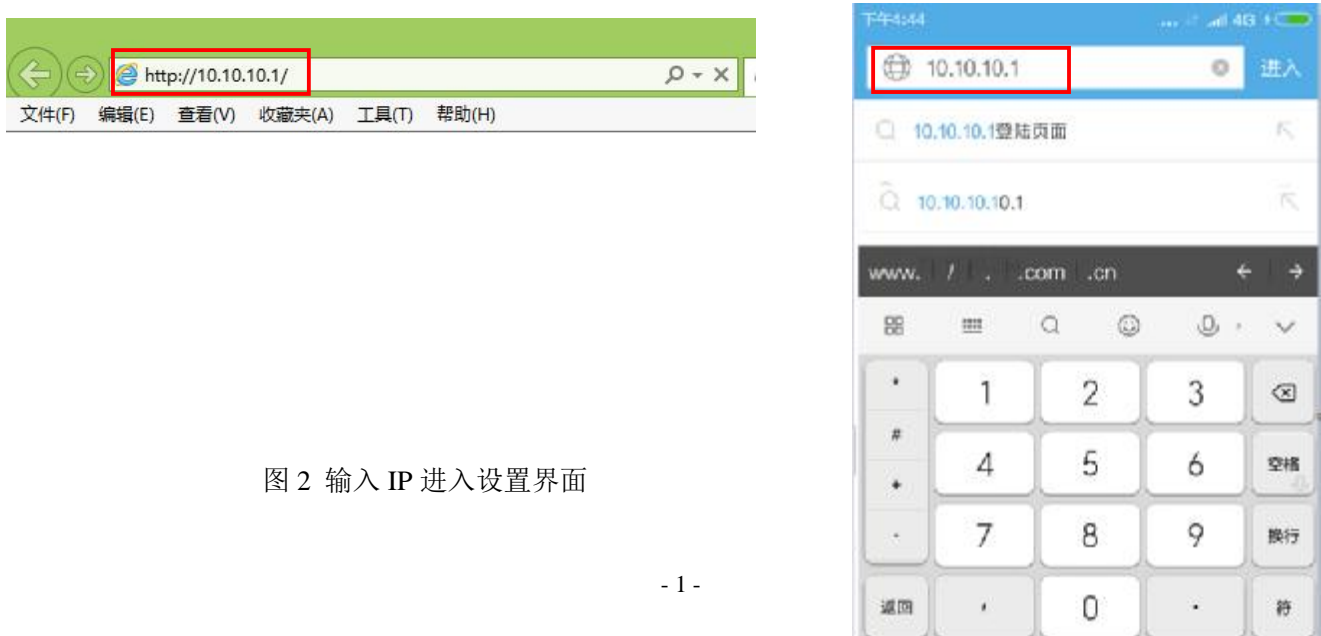 http://10.10.10.1/
文件(F) 编辑(E) 查看(V) 收藏夹(A) 工具(T) 帮助(H)
图 2 输入 IP 进入设置界面
- 1 -
下午4:44 4G
10.10.10.1 进入
10.10.10.1登陆页面
10.10.10.10.1
www. / . .com .cn
* 1 2 3
# 4 5 6 空格
+
- 7 8 9 换行
返回 , 0 . 符